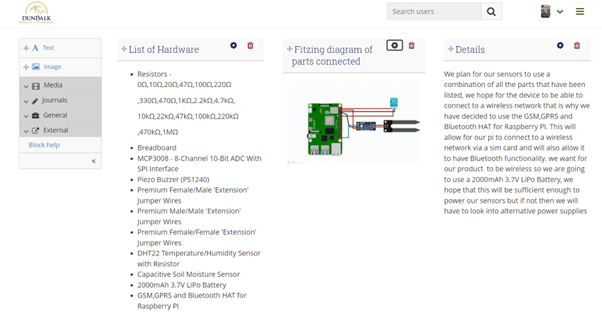 DUNDALK
Search users
Text
Image
Media
Journals
General
External
Block help
List of Hardware
Resistors -
0Ω,10Ω,20Ω,47Ω,100Ω,220Ω
,330Ω,470Ω,1KΩ,2.2kΩ,4.7kΩ,
10kΩ,22kΩ,47kΩ,100kΩ,220kΩ
,470kΩ,1MΩ
Breadboard
MCP3008 - 8-Channel 10-Bit ADC With
SPI Interface
Piezo Buzzer (PS1240)
Premium Female/Male 'Extension'
Jumper Wires
Premium Male/Male 'Extension'
Jumper Wires
Premium Female/Female 'Extension'
Jumper Wires
DHT22 Temperature/Humidity Sensor
with Resistor
Capacitive Soil Moisture Sensor
2000mAh 3.7V LiPo Battery
GSM,GPRS and Bluetooth HAT for
Raspberry PI
Fitzing diagram of
parts connected
Details
We plan for our sensors to use a
combination of all the parts that have been
listed, we hope for the device to be able to
connect to a wireless network that is why we
have decided to use the GSM,GPRS and
Bluetooth HAT for Raspberry PI. This will
allow for our pi to connect to a wireless
network via a sim card and will also allow it
to have Bluetooth functionality. we want for
our product to be wireless so we are going
to use a 2000mAh 3.7V LiPo Battery, we
hope that this will be sufficient enough to
power our sensors but if not then we will
have to look into alternative power supplies